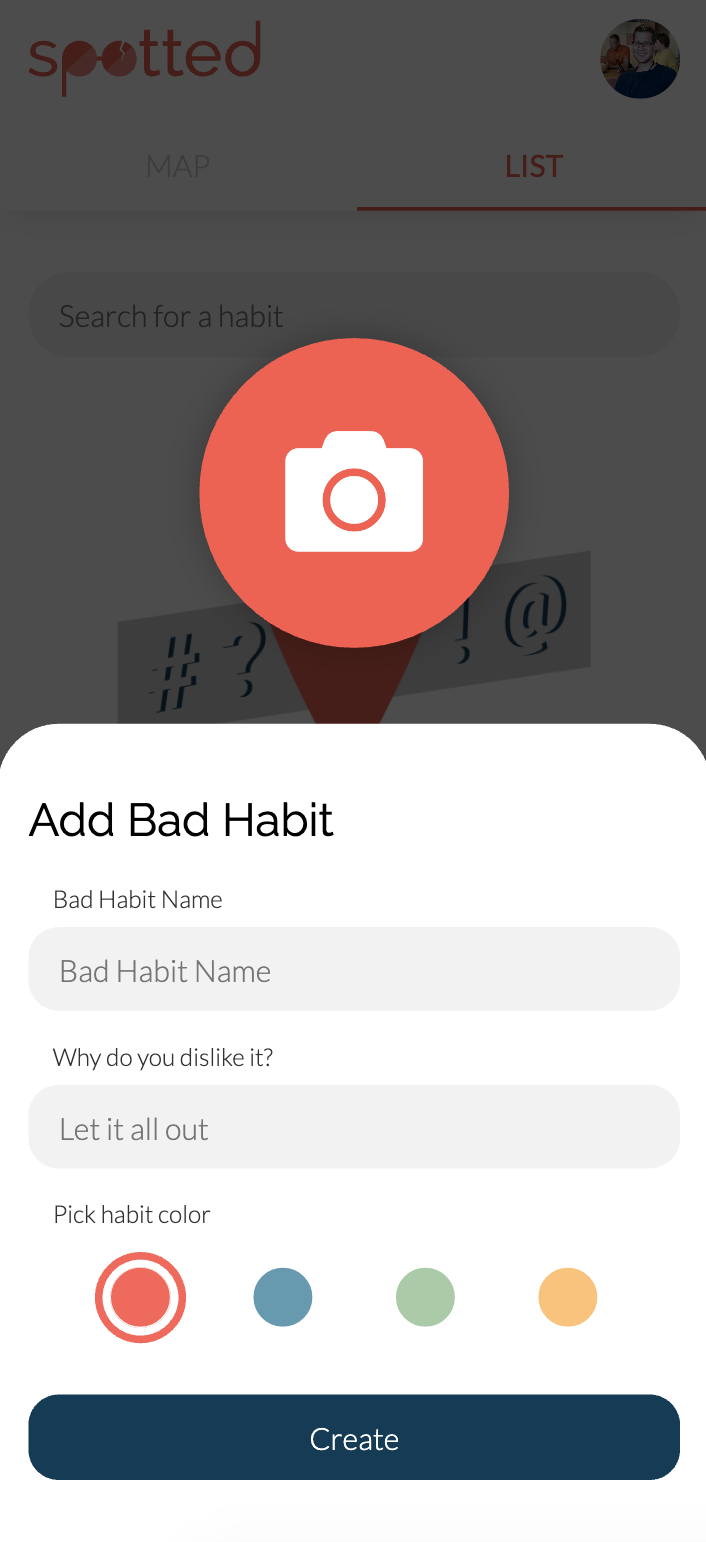 spotted
MAP
LIST
Search for a habit
# ? ! @
Add Bad Habit
Bad Habit Name
Bad Habit Name
Why do you dislike it?
Let it all out
Pick habit color
Create